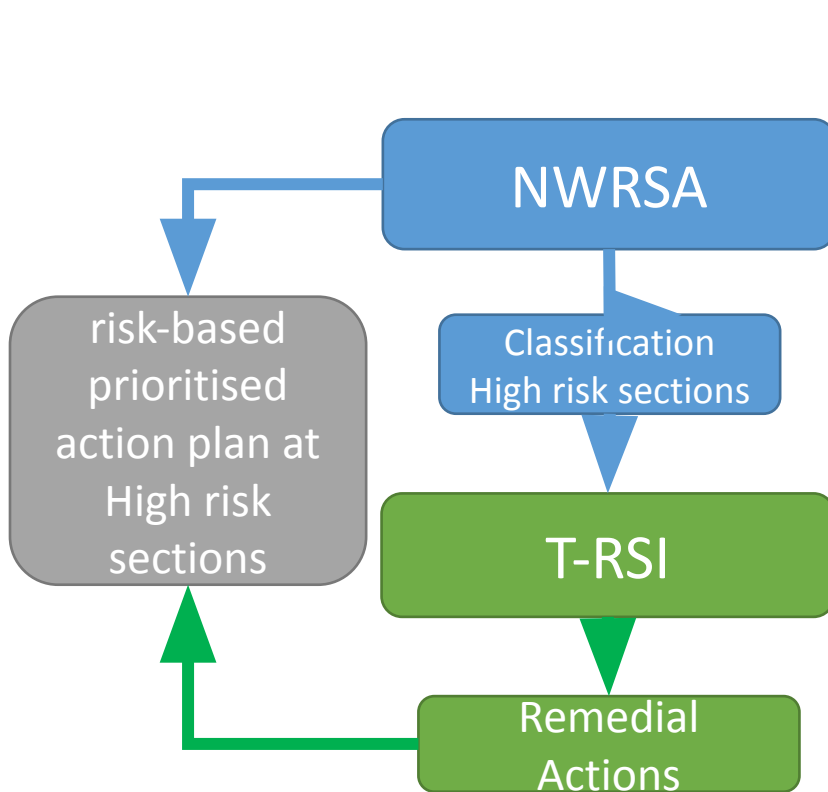 NWRSA
risk-based
prioritised
action plan at
High risk
sections
Classification
High risk sections
T-RSI
Remedial
Actions